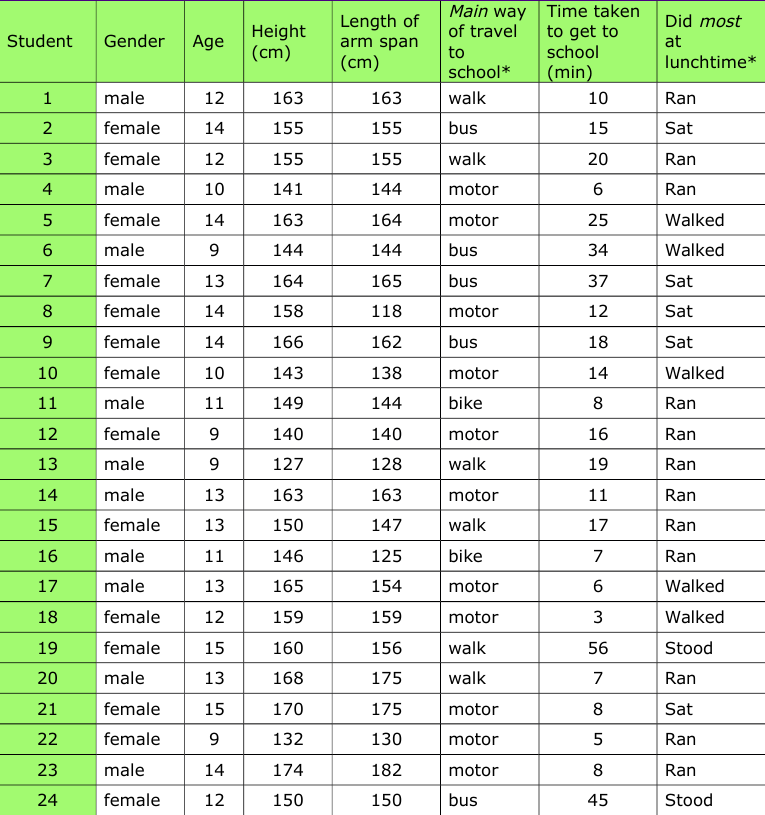 Student Gender Age Height (cm) Length of arm span (cm) Main way of travel to school* Time taken to get to school (min) Did most at lunchtime*
1 male 12 163 163 walk 10 Ran
2 female 14 155 155 bus 15 Sat
3 female 12 155 155 walk 20 Ran
4 male 10 141 144 motor 6 Ran
5 female 14 163 164 motor 25 Walked
6 male 9 144 144 bus 34 Walked
7 female 13 164 165 bus 37 Sat
8 female 14 158 118 motor 12 Sat
9 female 14 166 162 bus 18 Sat
10 female 10 143 138 motor 14 Walked
11 male 11 149 144 bike 8 Ran
12 female 9 140 140 motor 16 Ran
13 male 9 127 128 walk 19 Ran
14 male 13 163 163 motor 11 Ran
15 female 13 150 147 walk 17 Ran
16 male 11 146 125 bike 7 Ran
17 male 13 165 154 motor 6 Walked
18 female 12 159 159 motor 3 Walked
19 female 15 160 156 walk 56 Stood
20 male 13 168 175 walk 7 Ran
21 female 15 170 175 motor 8 Sat
22 female 9 132 130 motor 5 Ran
23 male 14 174 182 motor 8 Ran
24 female 12 150 150 bus 45 Stood